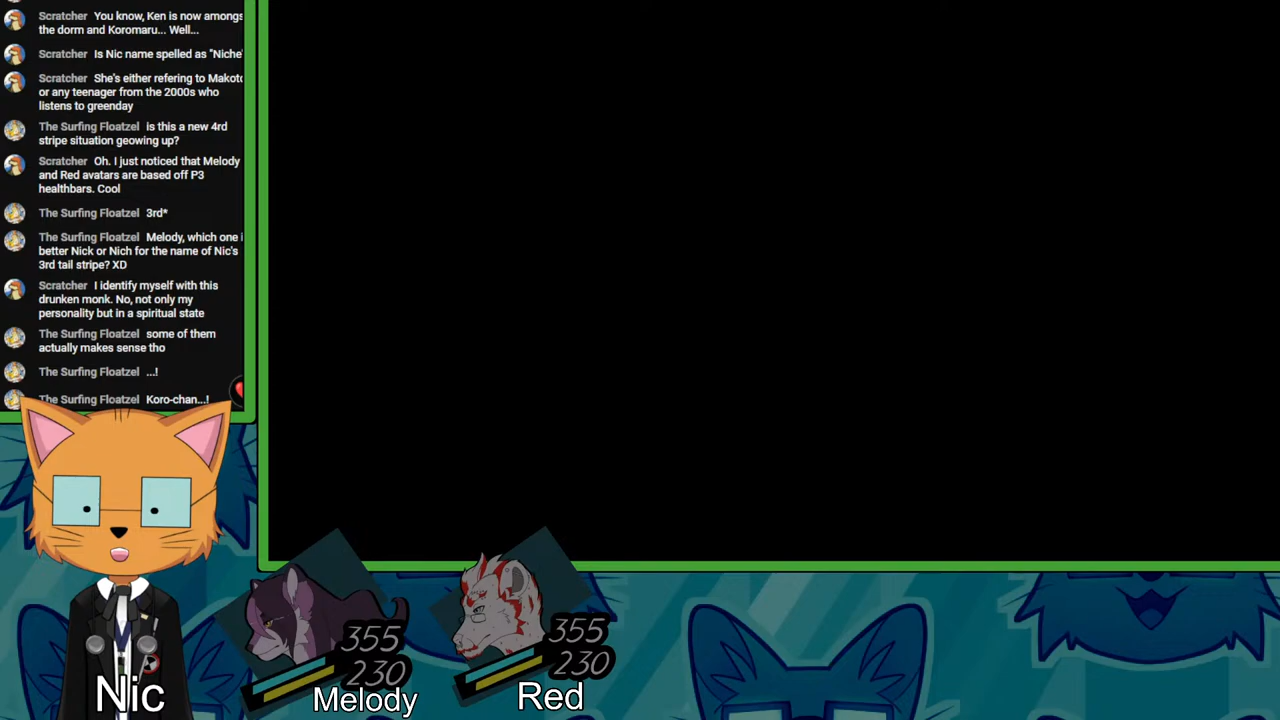 Scratcher You know, Ken is now amongs
the dorm and Koromaru... Well...
Scratcher Is Nic name spelled as "Niche"
Scratcher She's either refering to Makoto
or any teenager from the 2000s who
listens to greenday
The Surfing Floatzel is this a new 4rd
stripe situation geowing up?
Scratcher Oh. I just noticed that Melody
and Red avatars are based off P3
healthbars. Cool
The Surfing Floatzel 3rd*
The Surfing Floatzel Melody, which one i
better Nick or Nich for the name of Nic's
3rd tail stripe? XD
Scratcher I identify myself with this
drunken monk. No, not only my
personality but in a spiritual state
The Surfing Floatzel some of them
actually makes sense tho
The Surfing Floatzel ...!
The Surfing Floatzel Koro-chan...!
355
230
355
230
Nic
Melody
Red